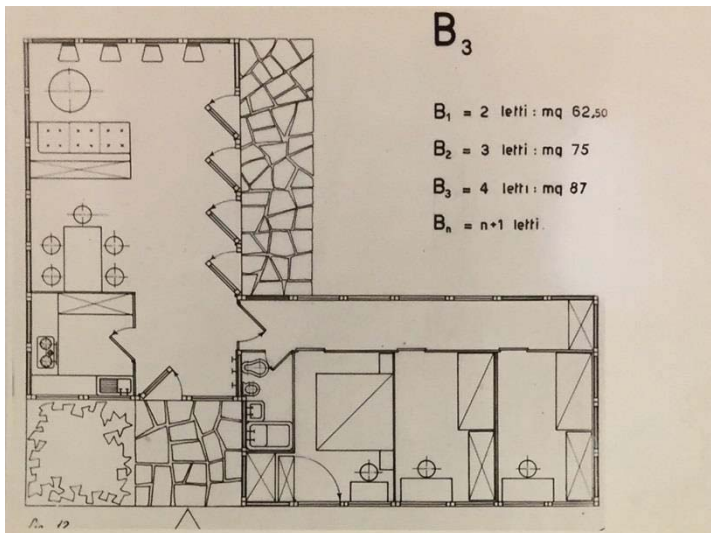 B3
B1 = 2 letti : mq 62,50
B2 = 3 letti : mq 75
B3 = 4 letti : mq 87
Bn = n+1 letti